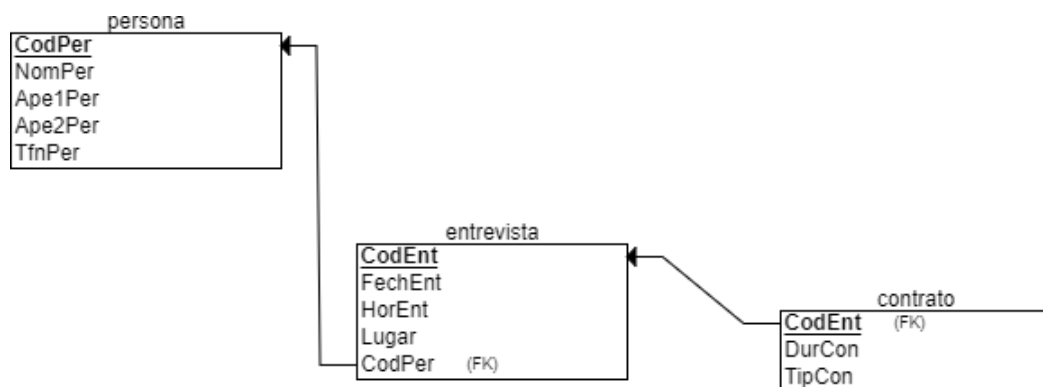 persona
CodPer
NomPer
Ape1Per
Ape2Per
TfnPer
entrevista
CodEnt
FechEnt
HorEnt
Lugar
CodPer (FK)
contrato
CodEnt (FK)
DurCon
TipCon